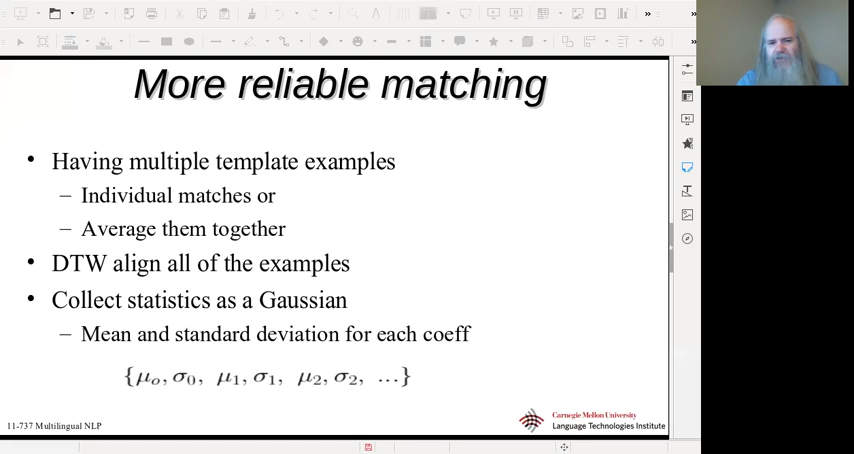 More reliable matching
• Having multiple template examples
– Individual matches or
– Average them together
• DTW align all of the examples
• Collect statistics as a Gaussian
– Mean and standard deviation for each coeff
{μₒ, σ₀, μ₁, σ₁, μ₂, σ₂, ...}
11-737 Multilingual NLP
Carnegie Mellon University
Language Technologies Institute